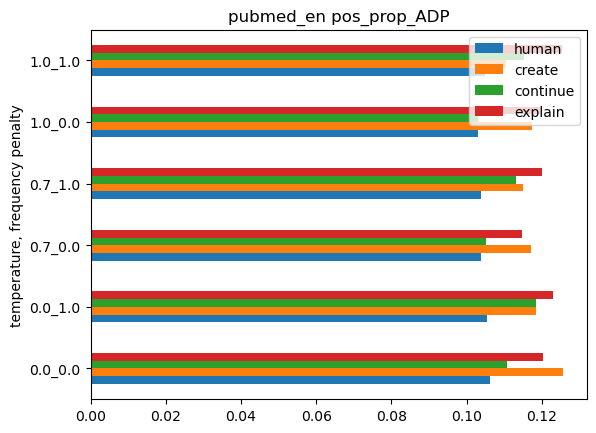 pubmed_en pos_prop_ADP
human
create
continue
explain
temperature, frequency penalty
1.0_1.0
1.0_0.0
0.7_1.0
0.7_0.0
0.0_1.0
0.0_0.0
0.00 0.02 0.04 0.06 0.08 0.10 0.12